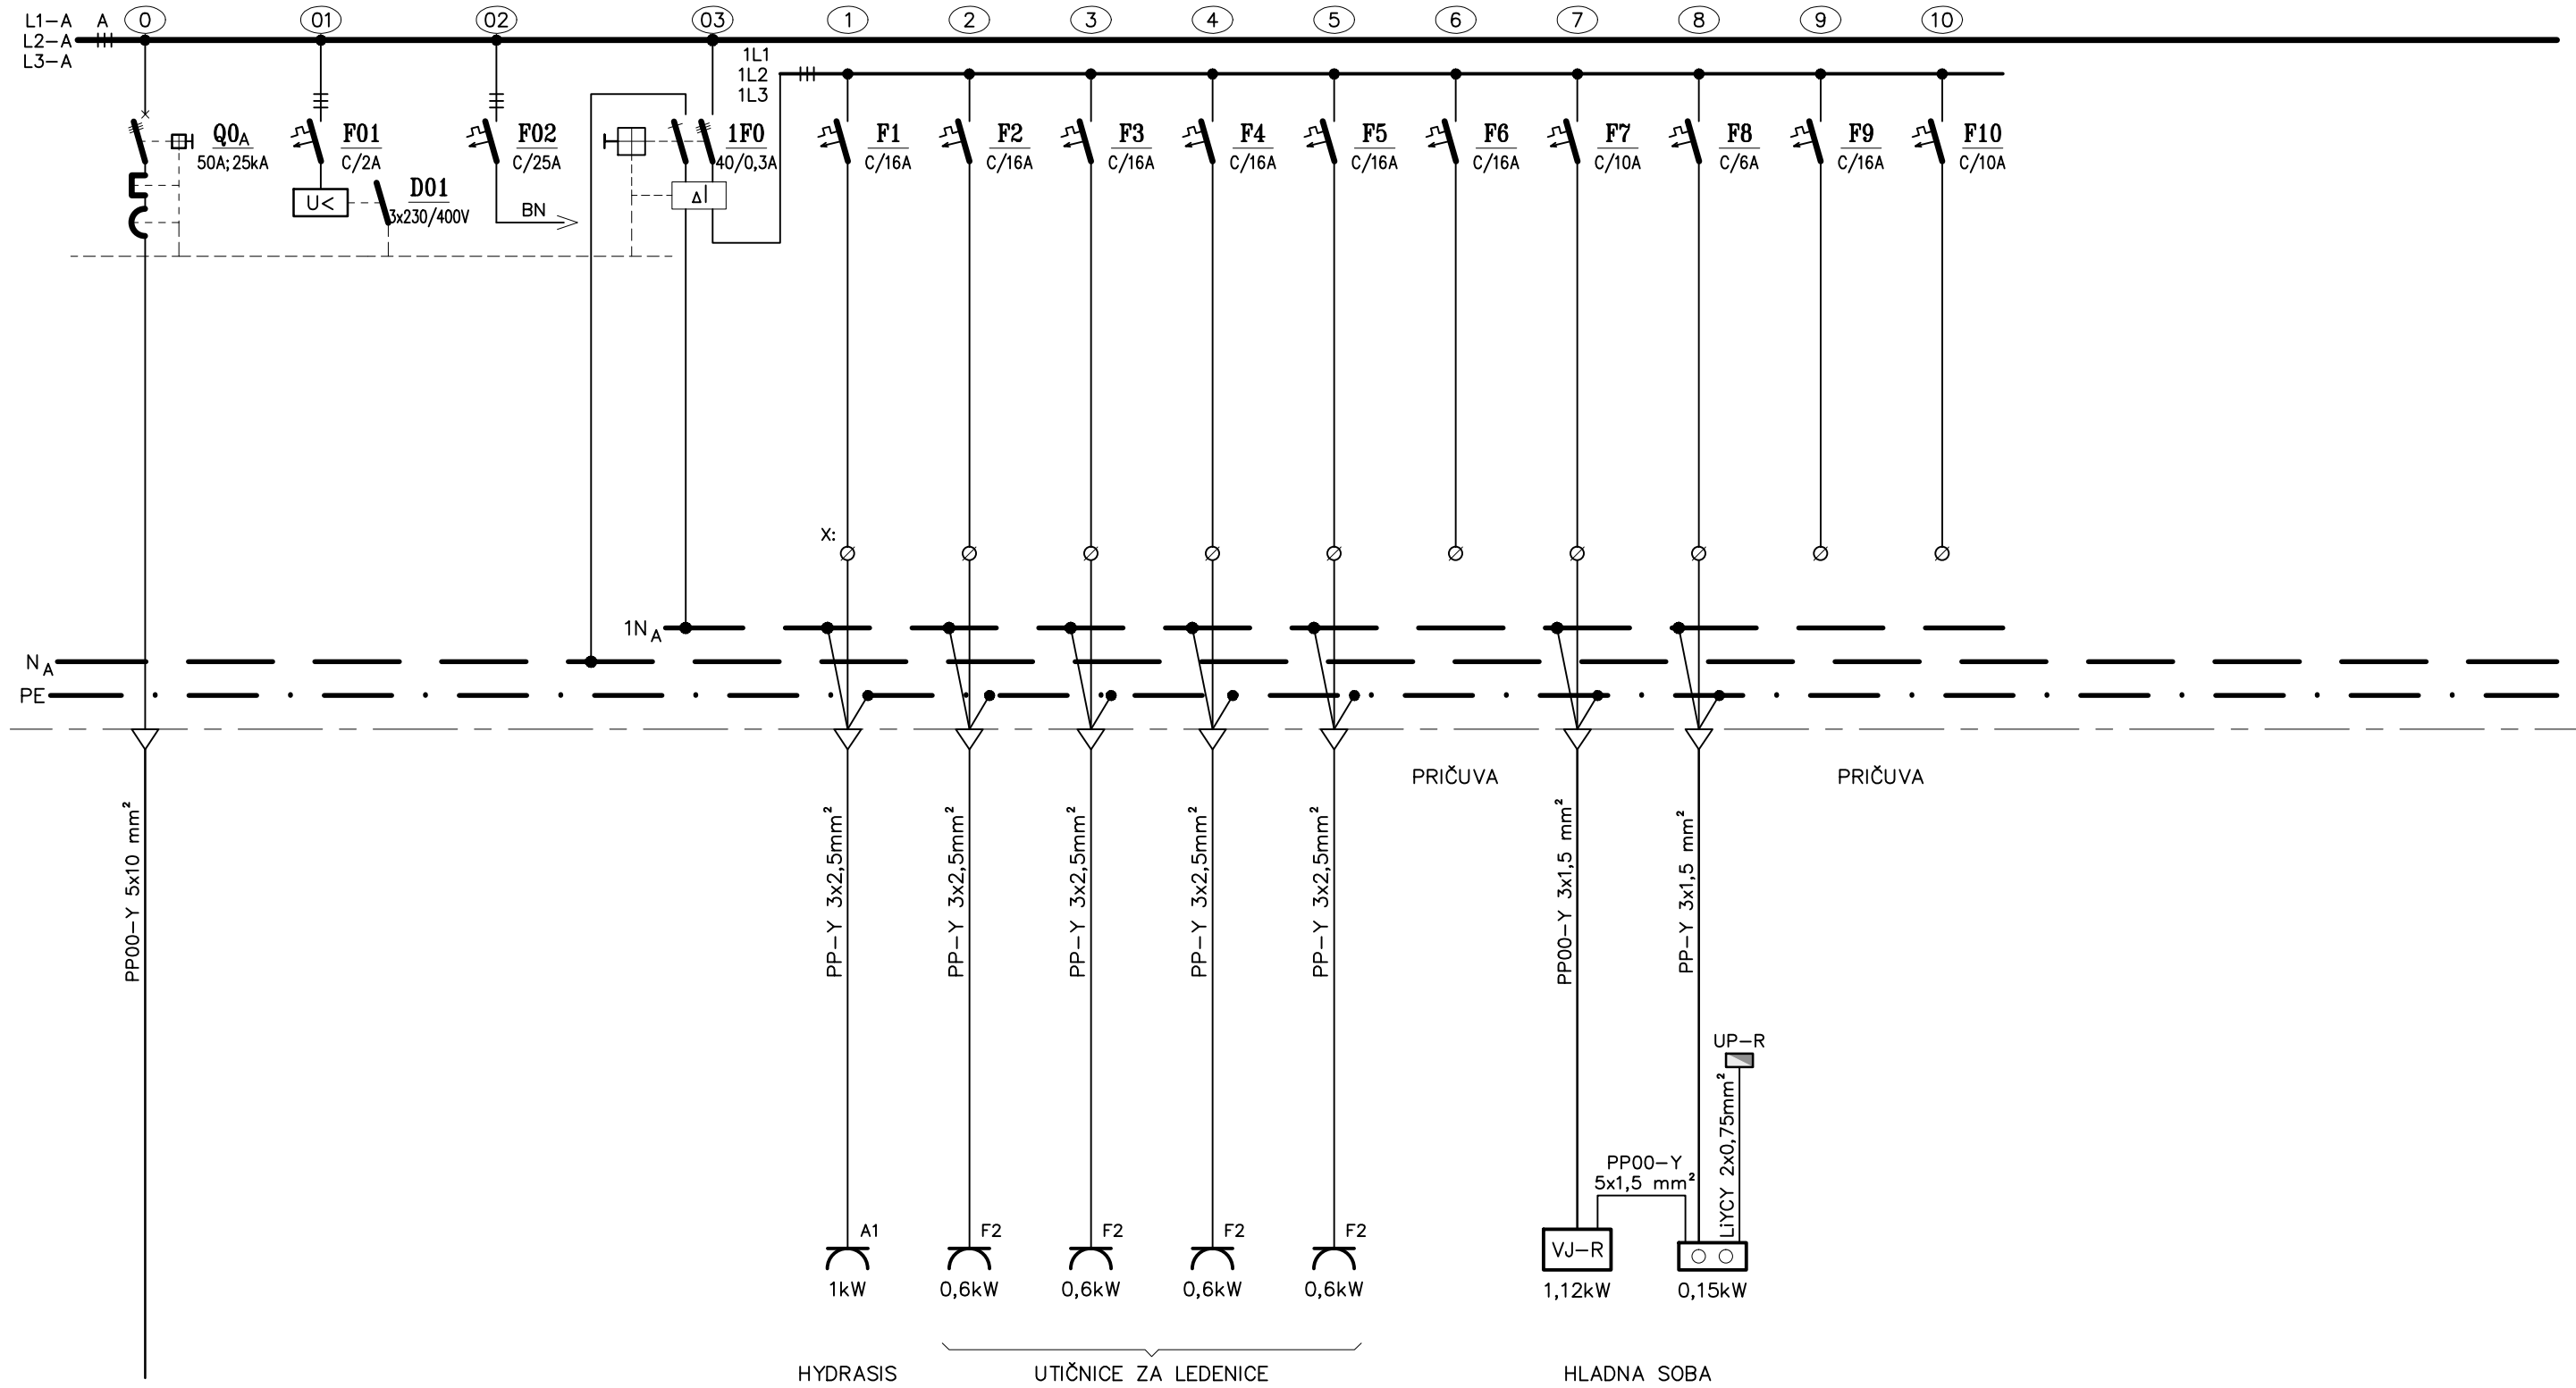 L1-A A 0 01 02 03 1 2 3 4 5 6 7 8 9 10
L2-A
L3-A
1L1
1L2
1L3
Q0A F01 F02 1F0 F1 F2 F3 F4 F5 F6 F7 F8 F9 F10
50A;25kA C/2A C/25A 40/0,3A C/16A C/16A C/16A C/16A C/16A C/16A C/10A C/6A C/16A C/10A
D01
U< 3x230/400V BN ΔI
X:
1NA
NA
PE
PRIČUVA PRIČUVA
PP00-Y 5x10 mm²
PP-Y 3x2,5mm²
PP-Y 3x2,5mm²
PP-Y 3x2,5mm²
PP-Y 3x2,5mm²
PP-Y 3x2,5mm²
PP00-Y 3x1,5 mm²
PP-Y 3x1,5 mm²
UP-R
LiYCY 2x0,75mm²
PP00-Y
5x1,5 mm²
A1 F2 F2 F2 F2
VJ-R
1kW 0,6kW 0,6kW 0,6kW 0,6kW 1,12kW 0,15kW
HYDRASIS UTIČNICE ZA LEDENICE HLADNA SOBA